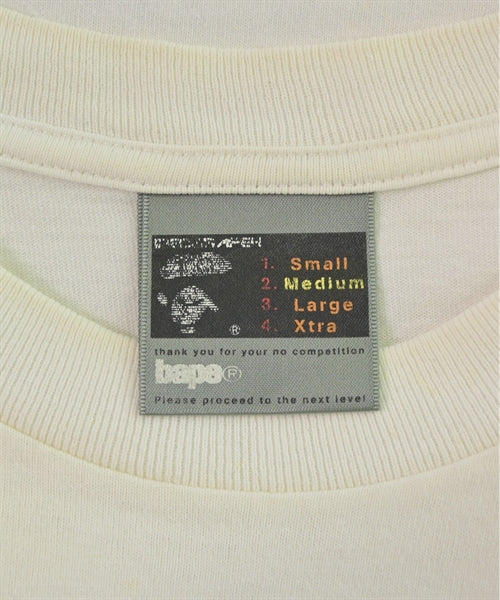 1. Small
2. Medium
3. Large
4. Xtra
®
thank you for your no competition
bape®
Please proceed to the next level